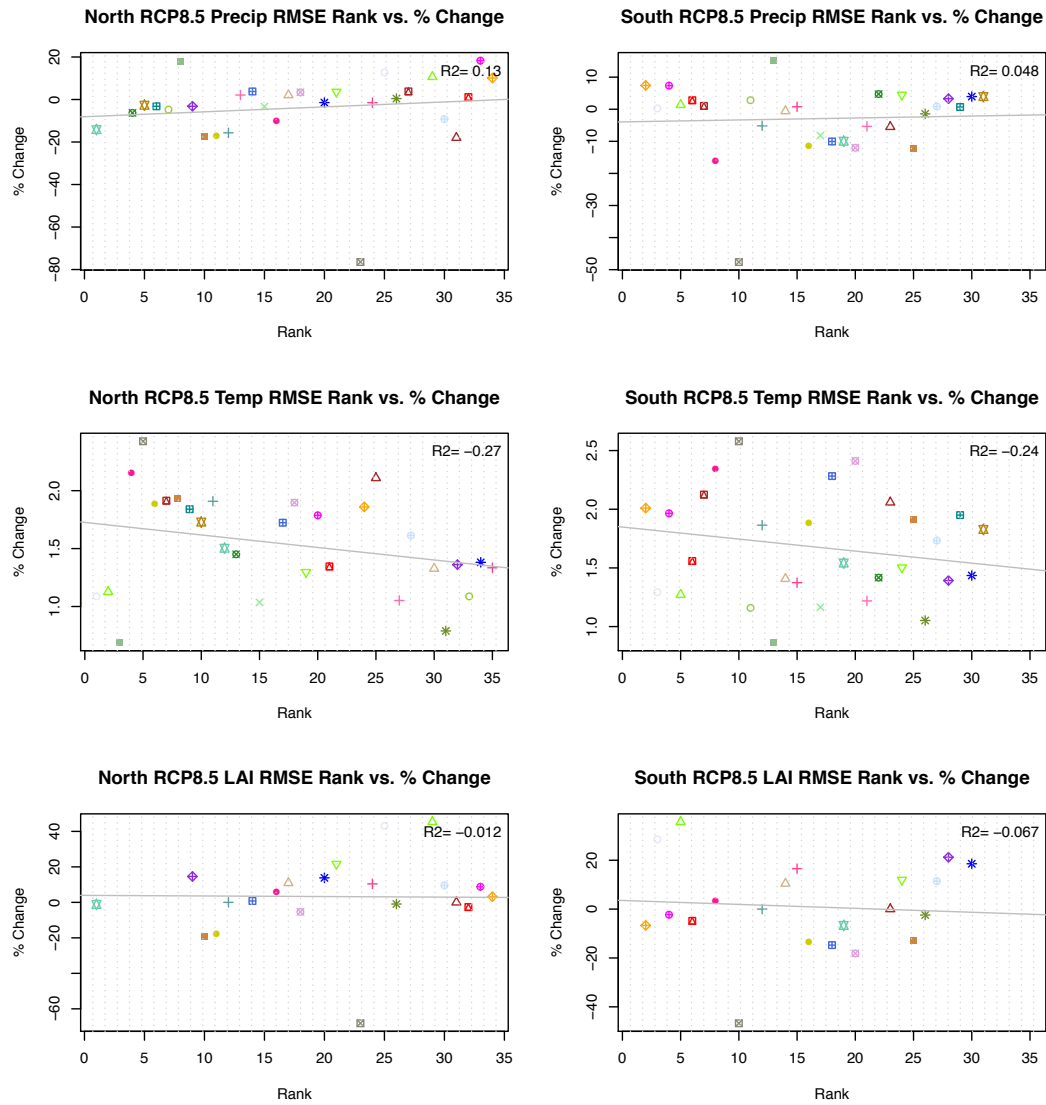 North RCP8.5 Precip RMSE Rank vs. % Change
R2= 0.13
% Change
20
0
−20
−40
−60
−80
0 5 10 15 20 25 30 35
Rank
South RCP8.5 Precip RMSE Rank vs. % Change
R2= 0.048
% Change
10
0
−10
−30
−50
0 5 10 15 20 25 30 35
Rank
North RCP8.5 Temp RMSE Rank vs. % Change
R2= −0.27
% Change
2.0
1.5
1.0
0 5 10 15 20 25 30 35
Rank
South RCP8.5 Temp RMSE Rank vs. % Change
R2= −0.24
% Change
2.5
2.0
1.5
1.0
0 5 10 15 20 25 30 35
Rank
North RCP8.5 LAI RMSE Rank vs. % Change
R2= −0.012
% Change
40
20
0
−20
−60
0 5 10 15 20 25 30 35
Rank
South RCP8.5 LAI RMSE Rank vs. % Change
R2= −0.067
% Change
20
0
−20
−40
0 5 10 15 20 25 30 35
Rank